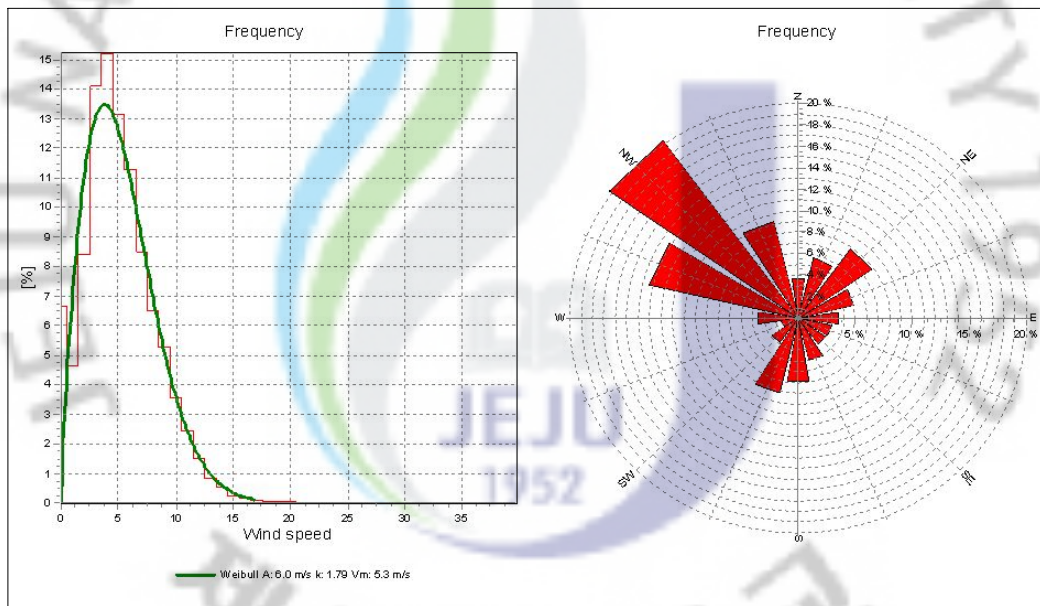 Frequency
[%]
15
14
13
12
11
10
9
8
7
6
5
4
3
2
1
0
0 5 10 15 20 25 30 35
Wind speed
Weibull A: 6.0 m/s k: 1.79 Vm: 5.3 m/s
Frequency
N
20 %
18 %
16 %
14 %
12 %
10 %
8 %
6 %
4 %
NW
NE
W
5 % 10 % 15 % 20 %
E
SW
SE
S
JEJU
1952